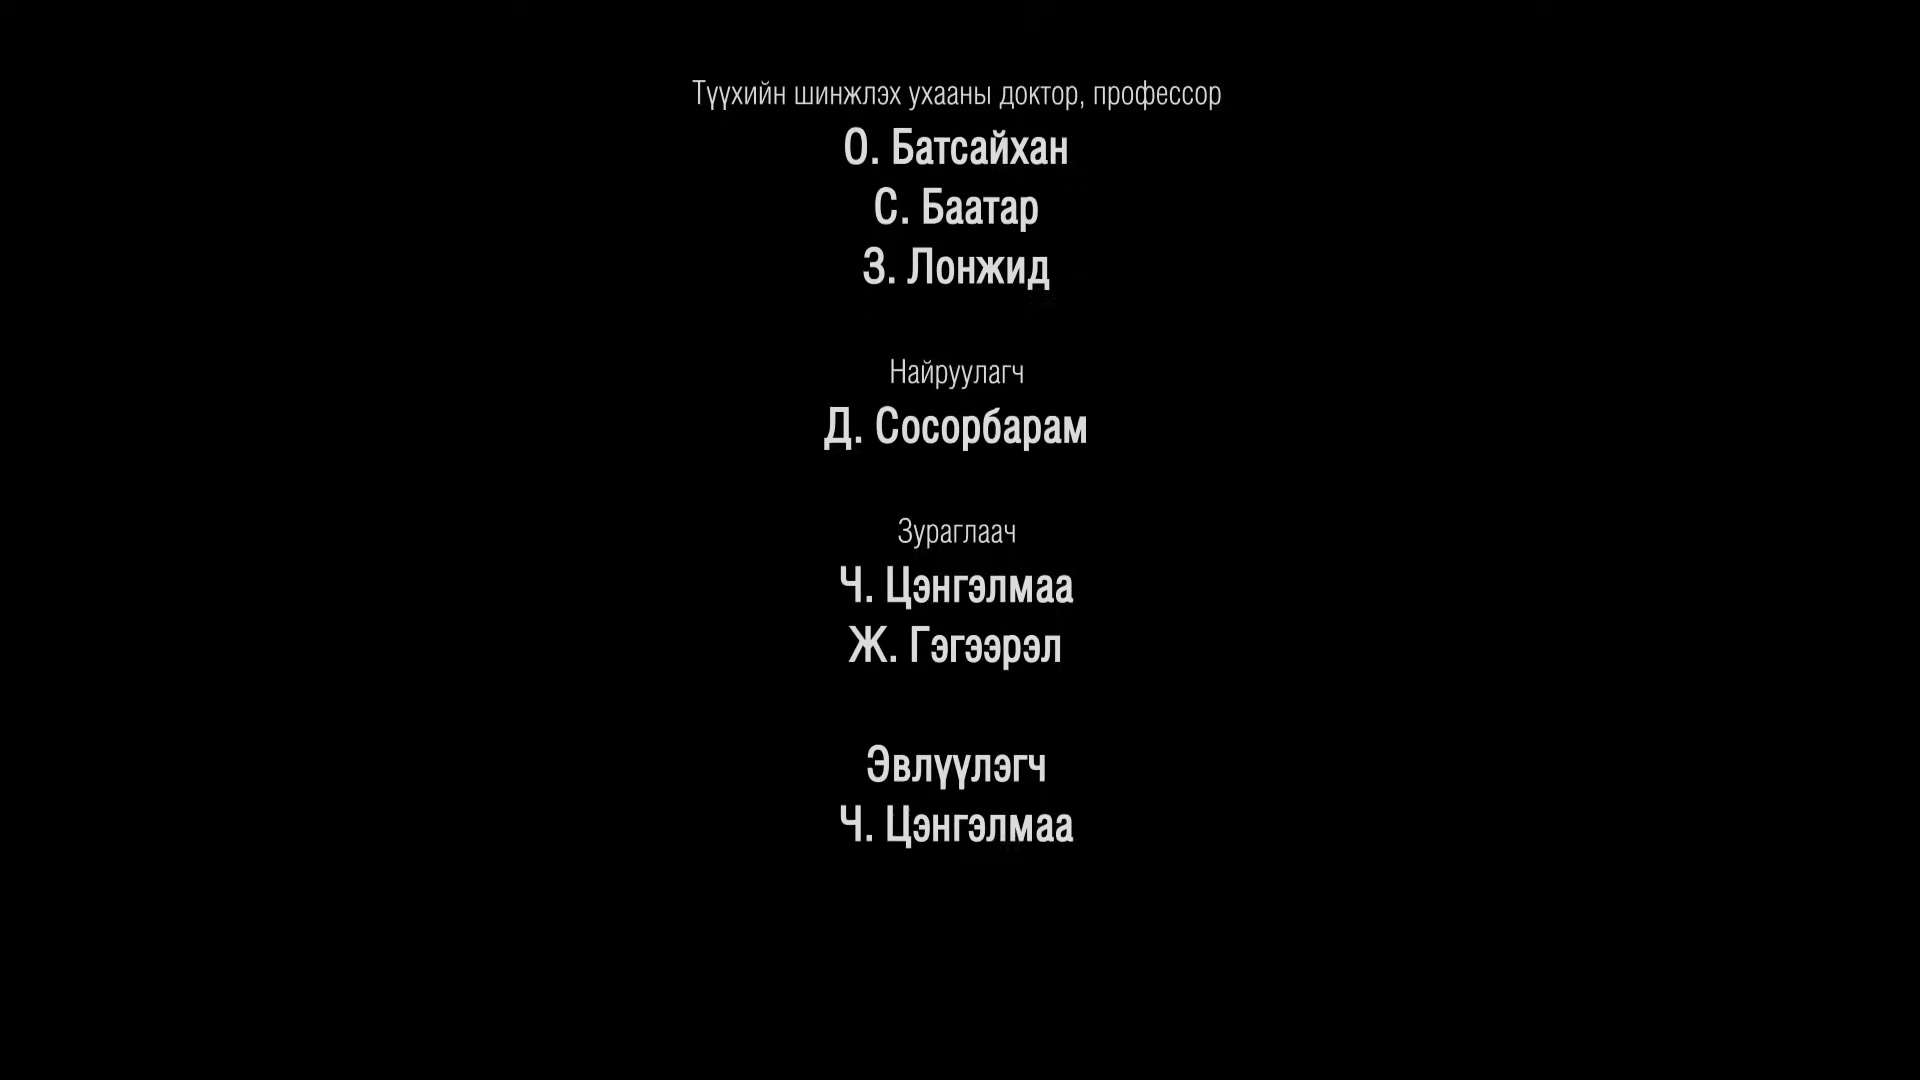 Түүхийн шинжлэх ухааны доктор, профессор
О. Батсайхан
С. Баатар
З. Лонжид
Найруулагч
Д. Сосорбарам
Зураглаач
Ч. Цэнгэлмаа
Ж. Гэгээрэл
Эвлүүлэгч
Ч. Цэнгэлмаа